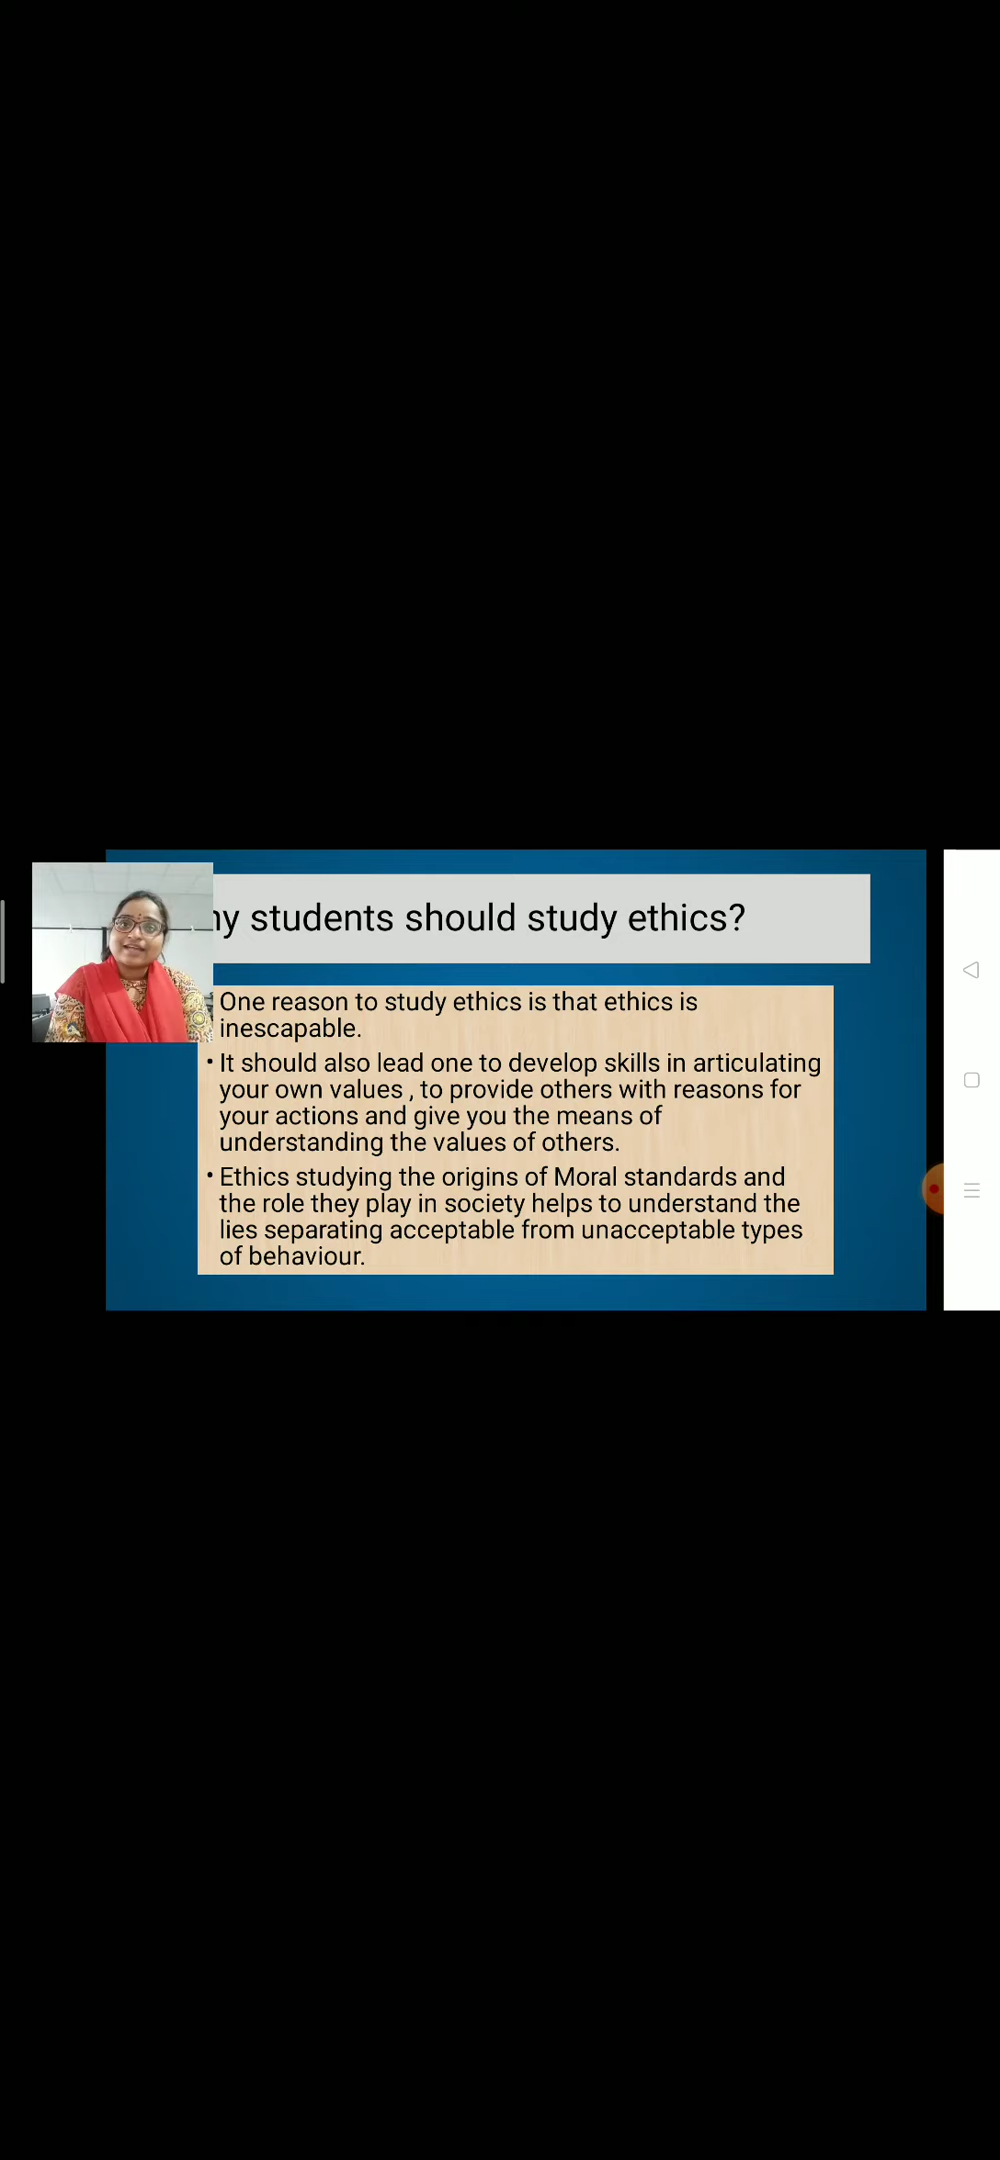 students should study ethics?
One reason to study ethics is that ethics is
inescapable.
• It should also lead one to develop skills in articulating
your own values , to provide others with reasons for
your actions and give you the means of
understanding the values of others.
• Ethics studying the origins of Moral standards and
the role they play in society helps to understand the
lies separating acceptable from unacceptable types
of behaviour.